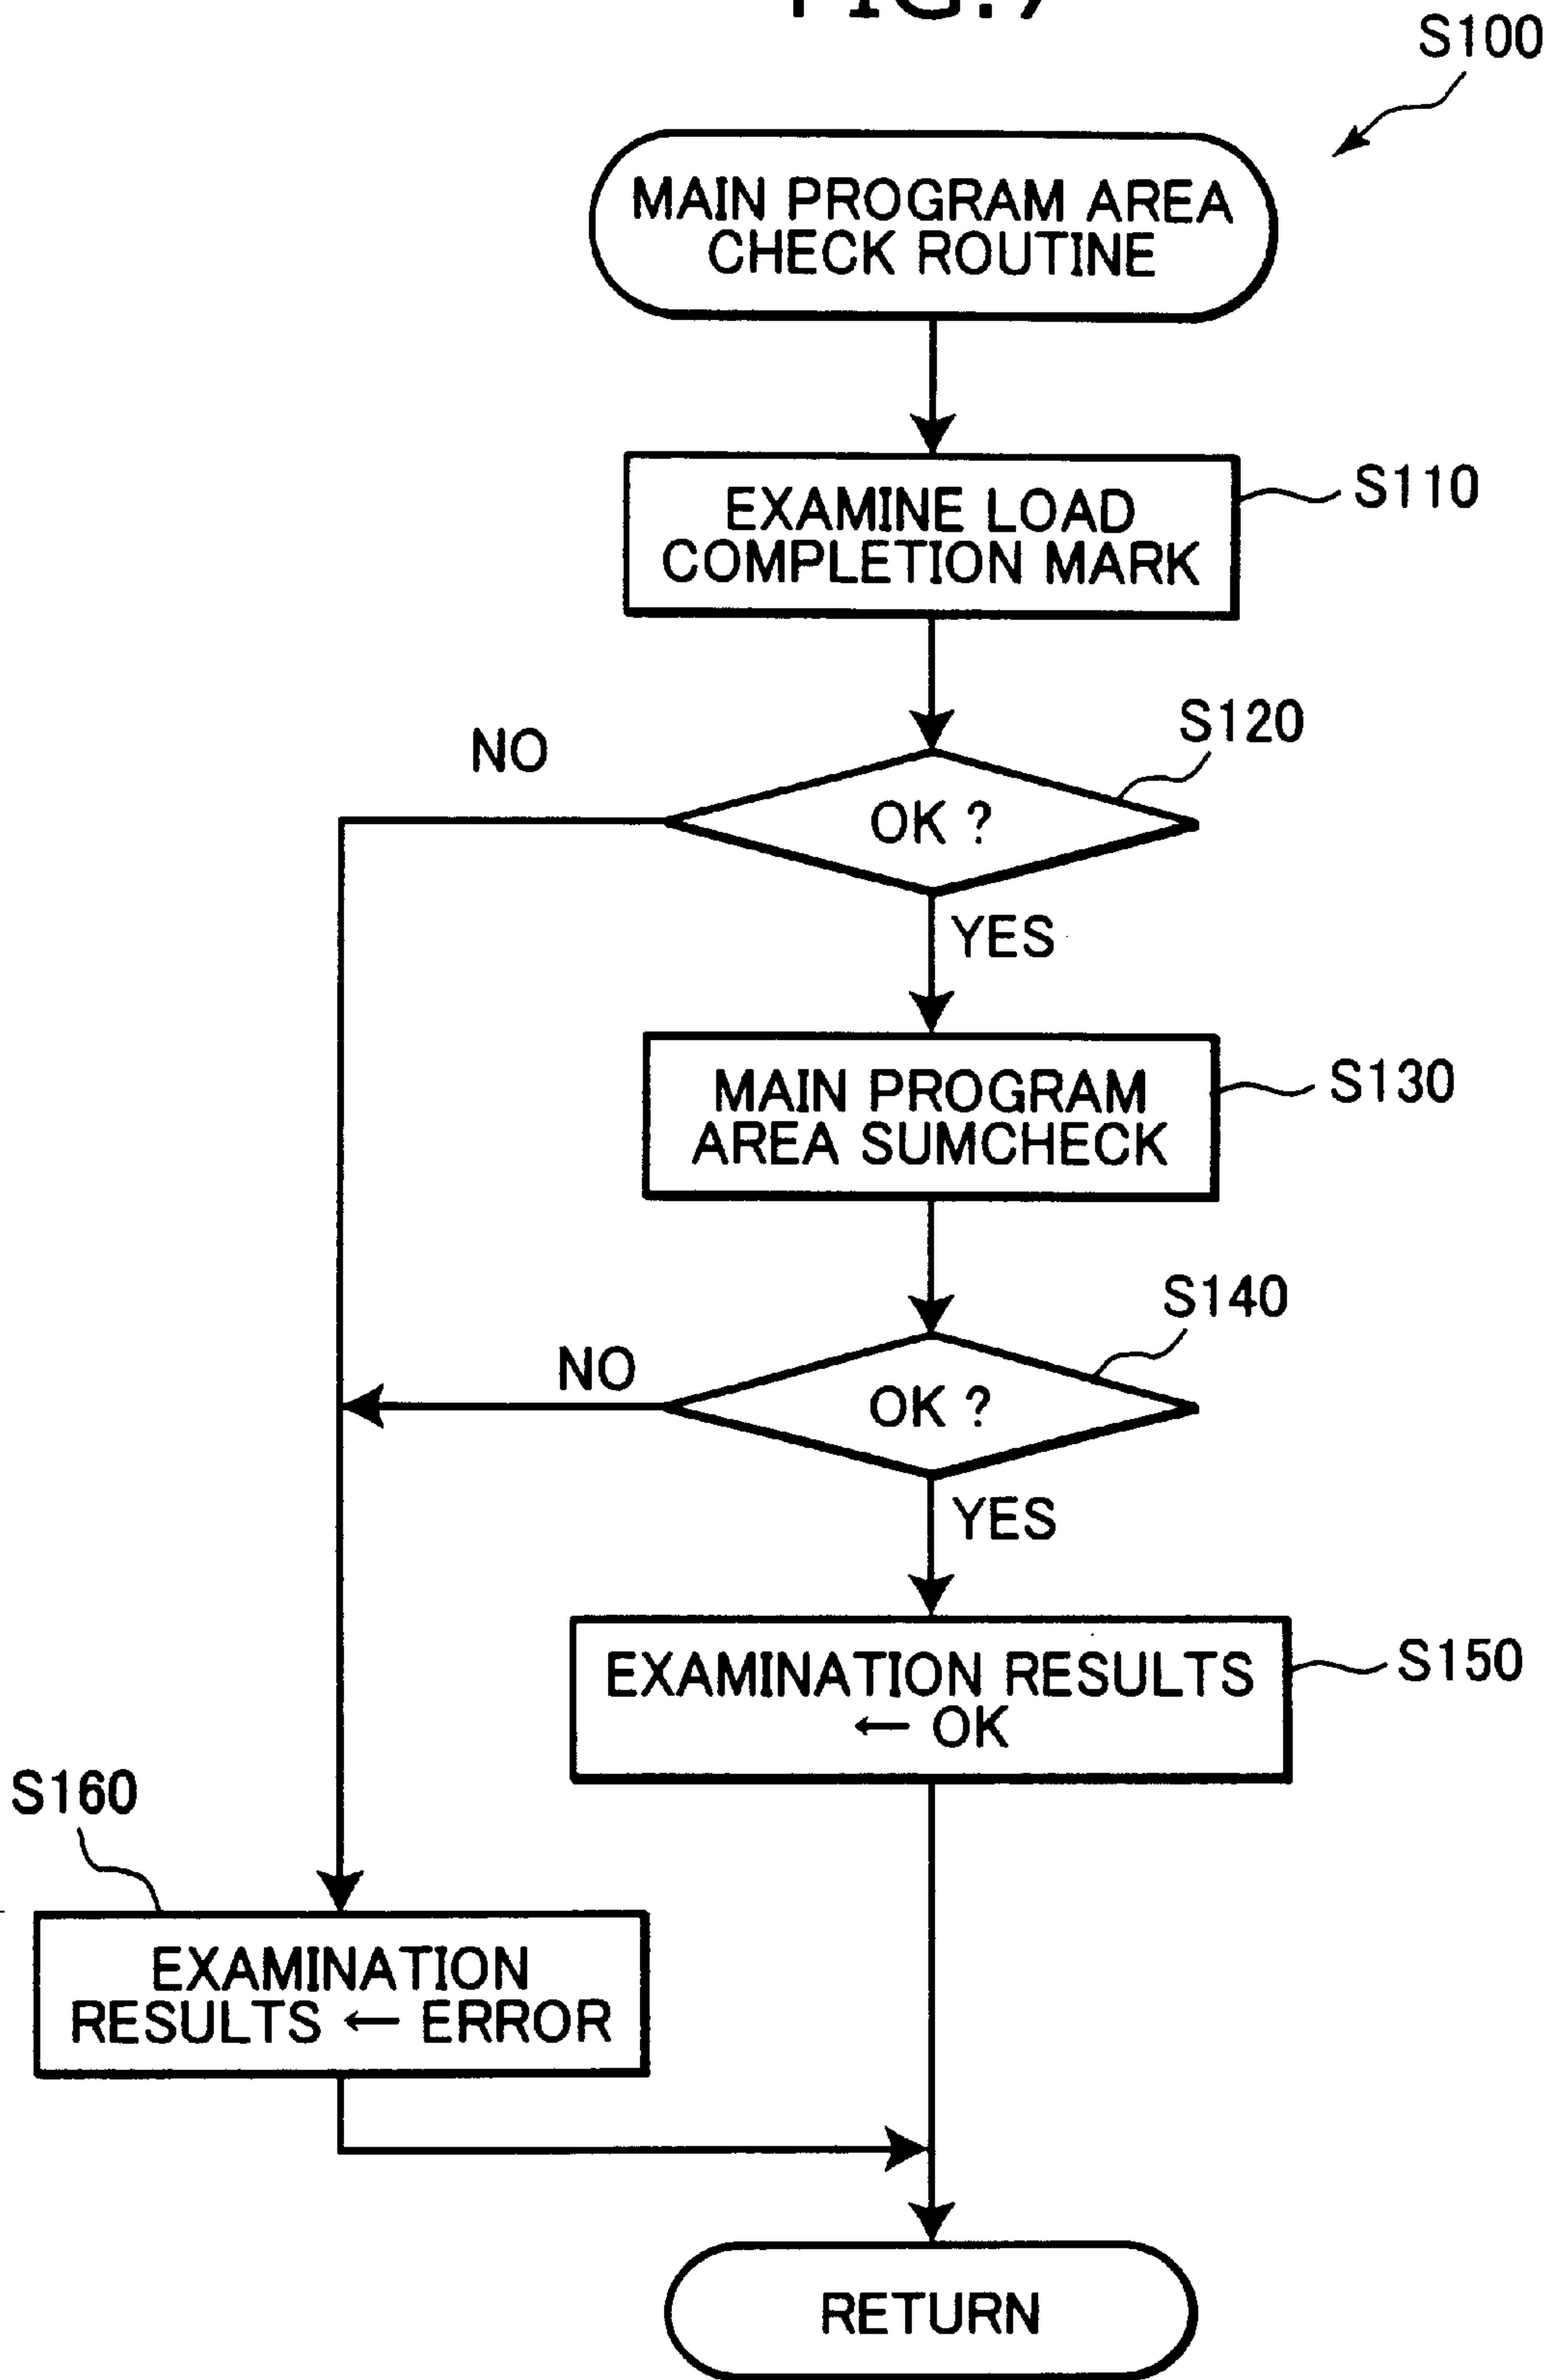 S100
MAIN PROGRAM AREA
CHECK ROUTINE
EXAMINE LOAD
COMPLETION MARK
S110
S120
NO
OK ?
YES
MAIN PROGRAM
AREA SUMCHECK
S130
S140
NO
OK ?
YES
EXAMINATION RESULTS
← OK
S150
S160
EXAMINATION
RESULTS ← ERROR
RETURN